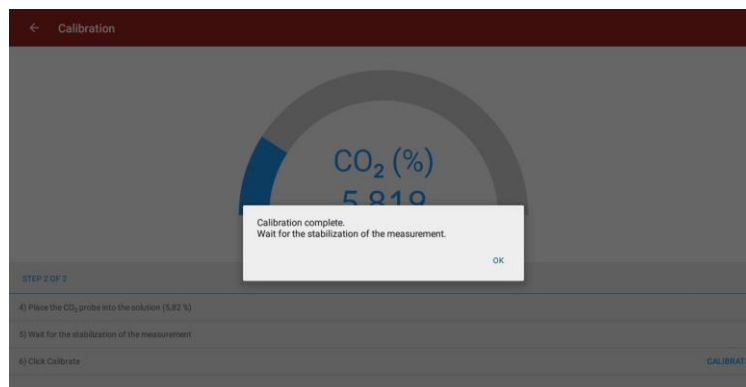 Calibration
CO₂ (%)
5.819
Calibration complete.
Wait for the stabilization of the measurement.
OK
STEP 2 OF 2
4) Place the CO₂ probe into the solution (5,82 %)
5) Wait for the stabilization of the measurement
6) Click Calibrate